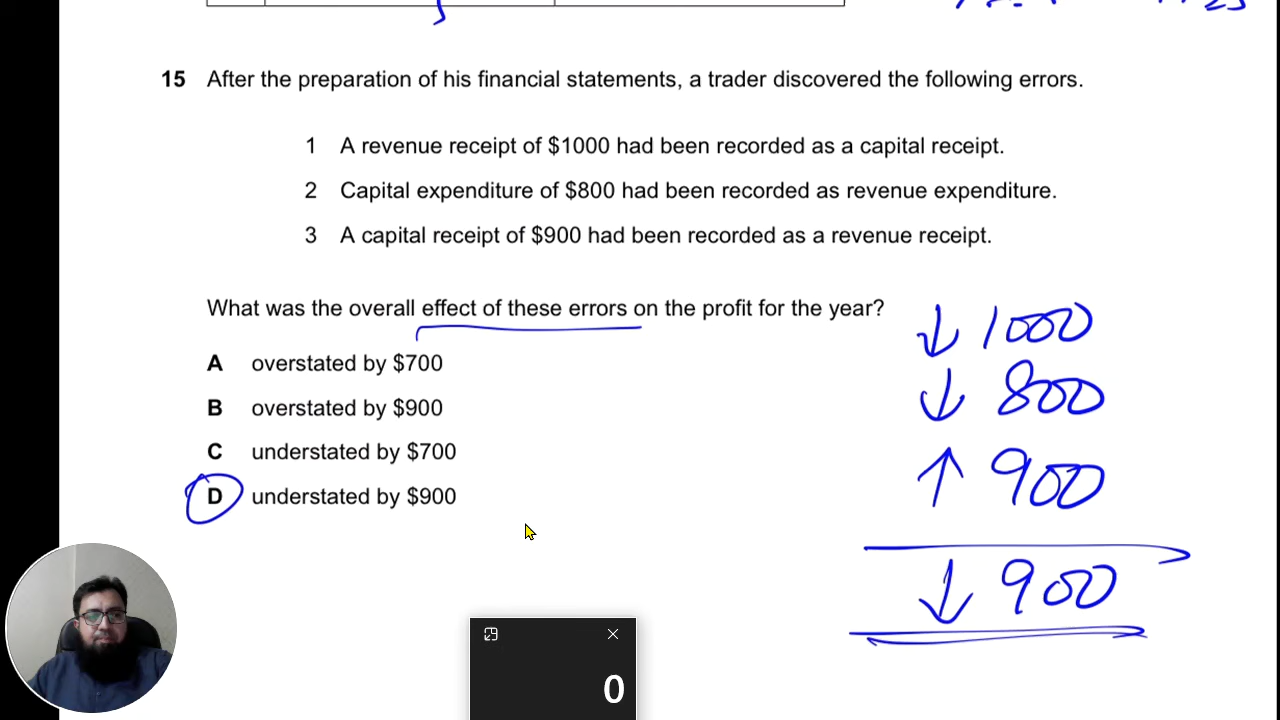 15 After the preparation of his financial statements, a trader discovered the following errors.
1 A revenue receipt of $1000 had been recorded as a capital receipt.
2 Capital expenditure of $800 had been recorded as revenue expenditure.
3 A capital receipt of $900 had been recorded as a revenue receipt.
What was the overall effect of these errors on the profit for the year?
↓ 1000
A overstated by $700
↓ 800
B overstated by $900
C understated by $700
↑ 900
D understated by $900
↓ 900
0